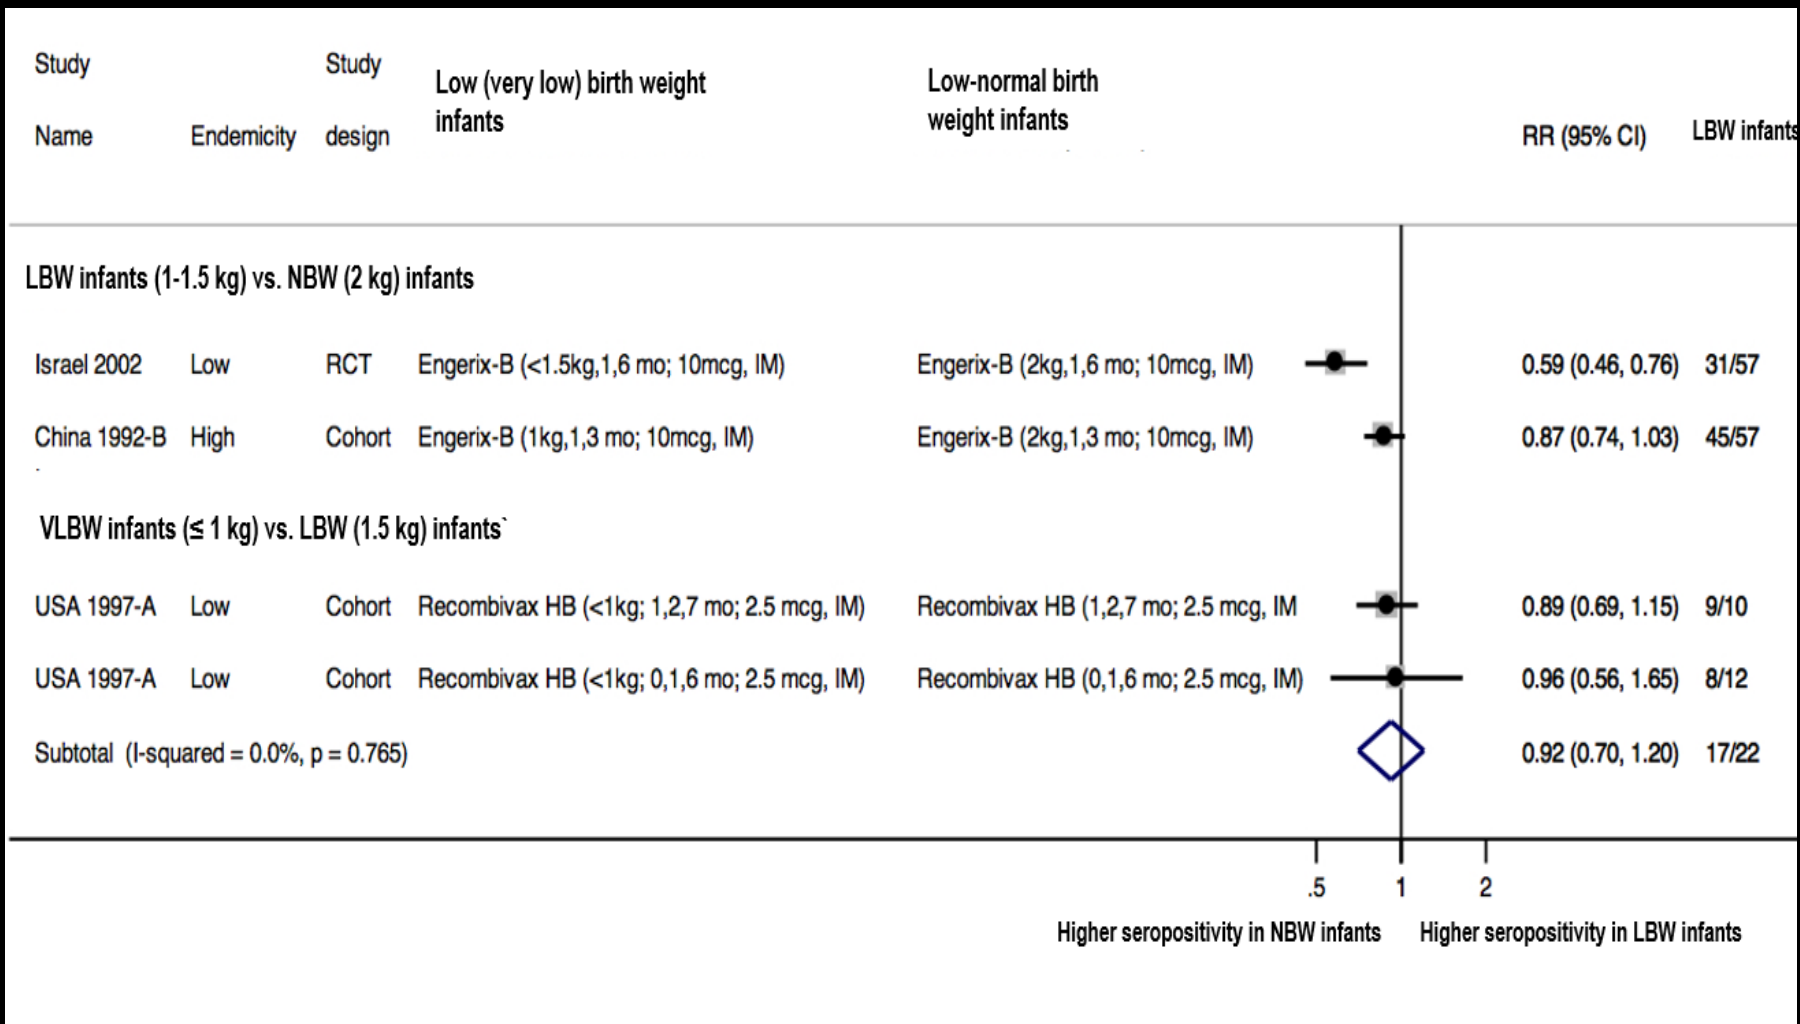 Study Study
Low (very low) birth weight Low-normal birth
infants weight infants
Name Endemicity design RR (95% CI) LBW infants
LBW infants (1-1.5 kg) vs. NBW (2 kg) infants
Israel 2002 Low RCT Engerix-B (<1.5kg,1,6 mo; 10mcg, IM) Engerix-B (2kg,1,6 mo; 10mcg, IM) 0.59 (0.46, 0.76) 31/57
China 1992-B High Cohort Engerix-B (1kg,1,3 mo; 10mcg, IM) Engerix-B (2kg,1,3 mo; 10mcg, IM) 0.87 (0.74, 1.03) 45/57
.
VLBW infants (≤ 1 kg) vs. LBW (1.5 kg) infants`
USA 1997-A Low Cohort Recombivax HB (<1kg; 1,2,7 mo; 2.5 mcg, IM) Recombivax HB (1,2,7 mo; 2.5 mcg, IM 0.89 (0.69, 1.15) 9/10
USA 1997-A Low Cohort Recombivax HB (<1kg; 0,1,6 mo; 2.5 mcg, IM) Recombivax HB (0,1,6 mo; 2.5 mcg, IM) 0.96 (0.56, 1.65) 8/12
Subtotal (I-squared = 0.0%, p = 0.765) 0.92 (0.70, 1.20) 17/22
.5 1 2
Higher seropositivity in NBW infants Higher seropositivity in LBW infants